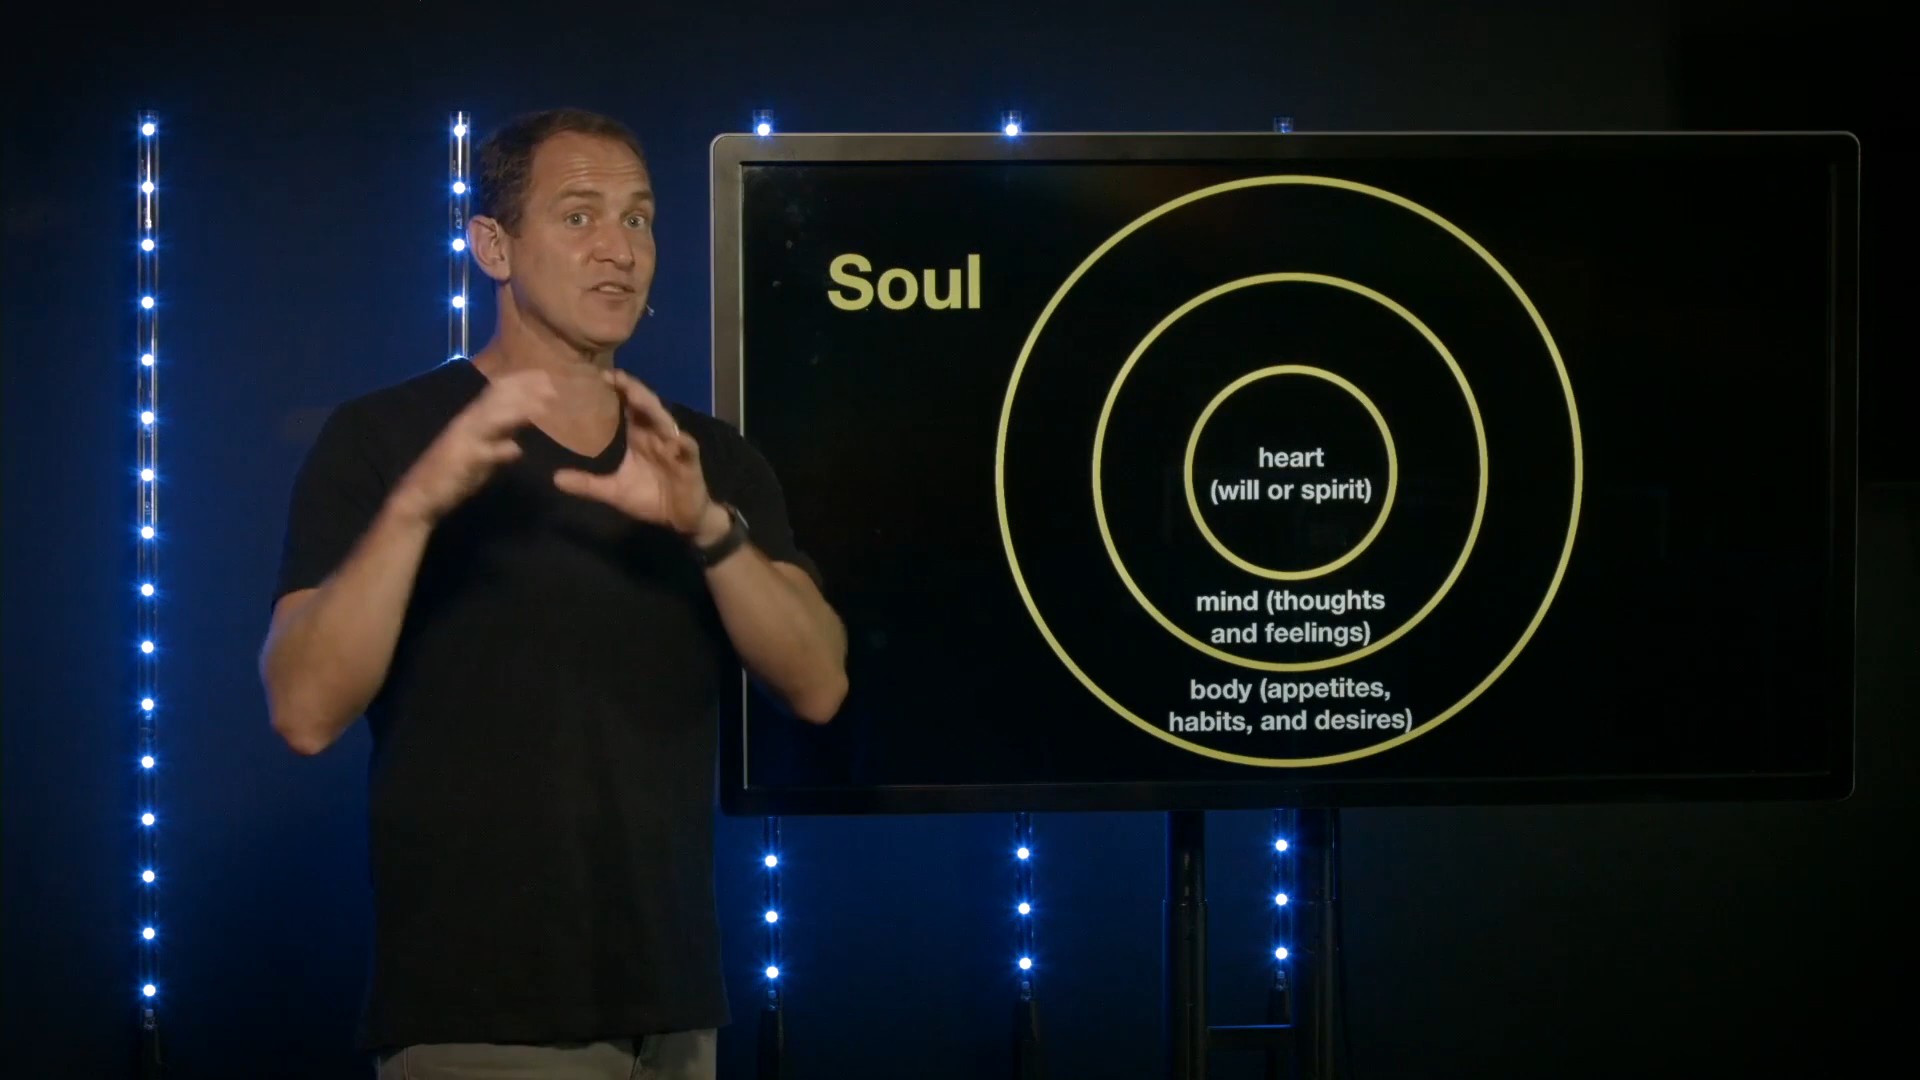 Soul
heart
(will or spirit)
mind (thoughts
and feelings)
body (appetites,
habits, and desires)